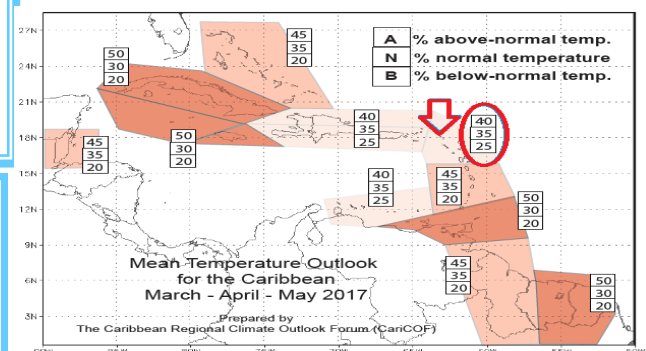 27N
24N
21N
18N
15N
12N
9N
6N
3N
A % above-normal temp.
N % normal temperature
B % below-normal temp.
45
35
20
50
30
20
40
35
25
40
35
25
50
30
20
45
35
20
40
35
25
45
35
20
50
30
20
45
35
20
50
30
20
Mean Temperature Outlook
for the Caribbean
March - April - May 2017
Prepared by
The Caribbean Regional Climate Outlook Forum (CariCOF)